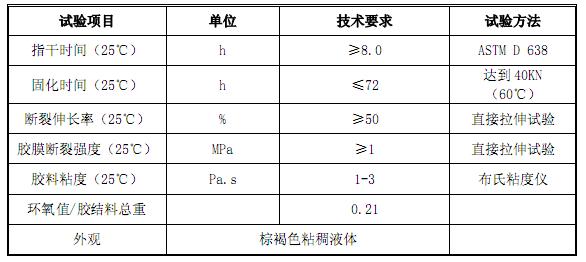 试验项目 单位 技术要求 试验方法
指干时间（25℃） h ≥8.0 ASTM D 638
固化时间（25℃） h ≤72 达到40KN
（60℃）
断裂伸长率（25℃） % ≥50 直接拉伸试验
胶膜断裂强度（25℃） MPa ≥1 直接拉伸试验
胶料粘度（25℃） Pa.s 1-3 布氏粘度仪
环氧值/胶结料总重 0.21
外观 棕褐色粘稠液体